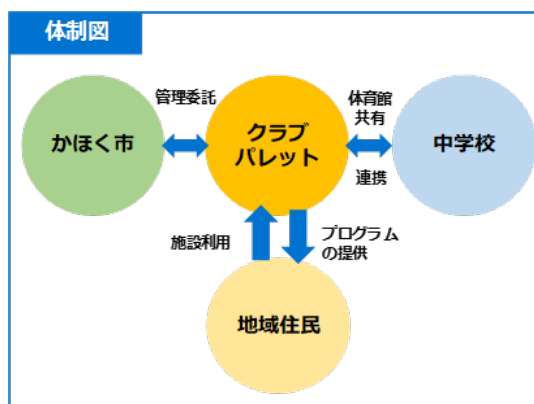 体制図
管理委託
体育館
共有
かほく市
クラブ
パレット
中学校
連携
施設利用
プログラム
の提供
地域住民